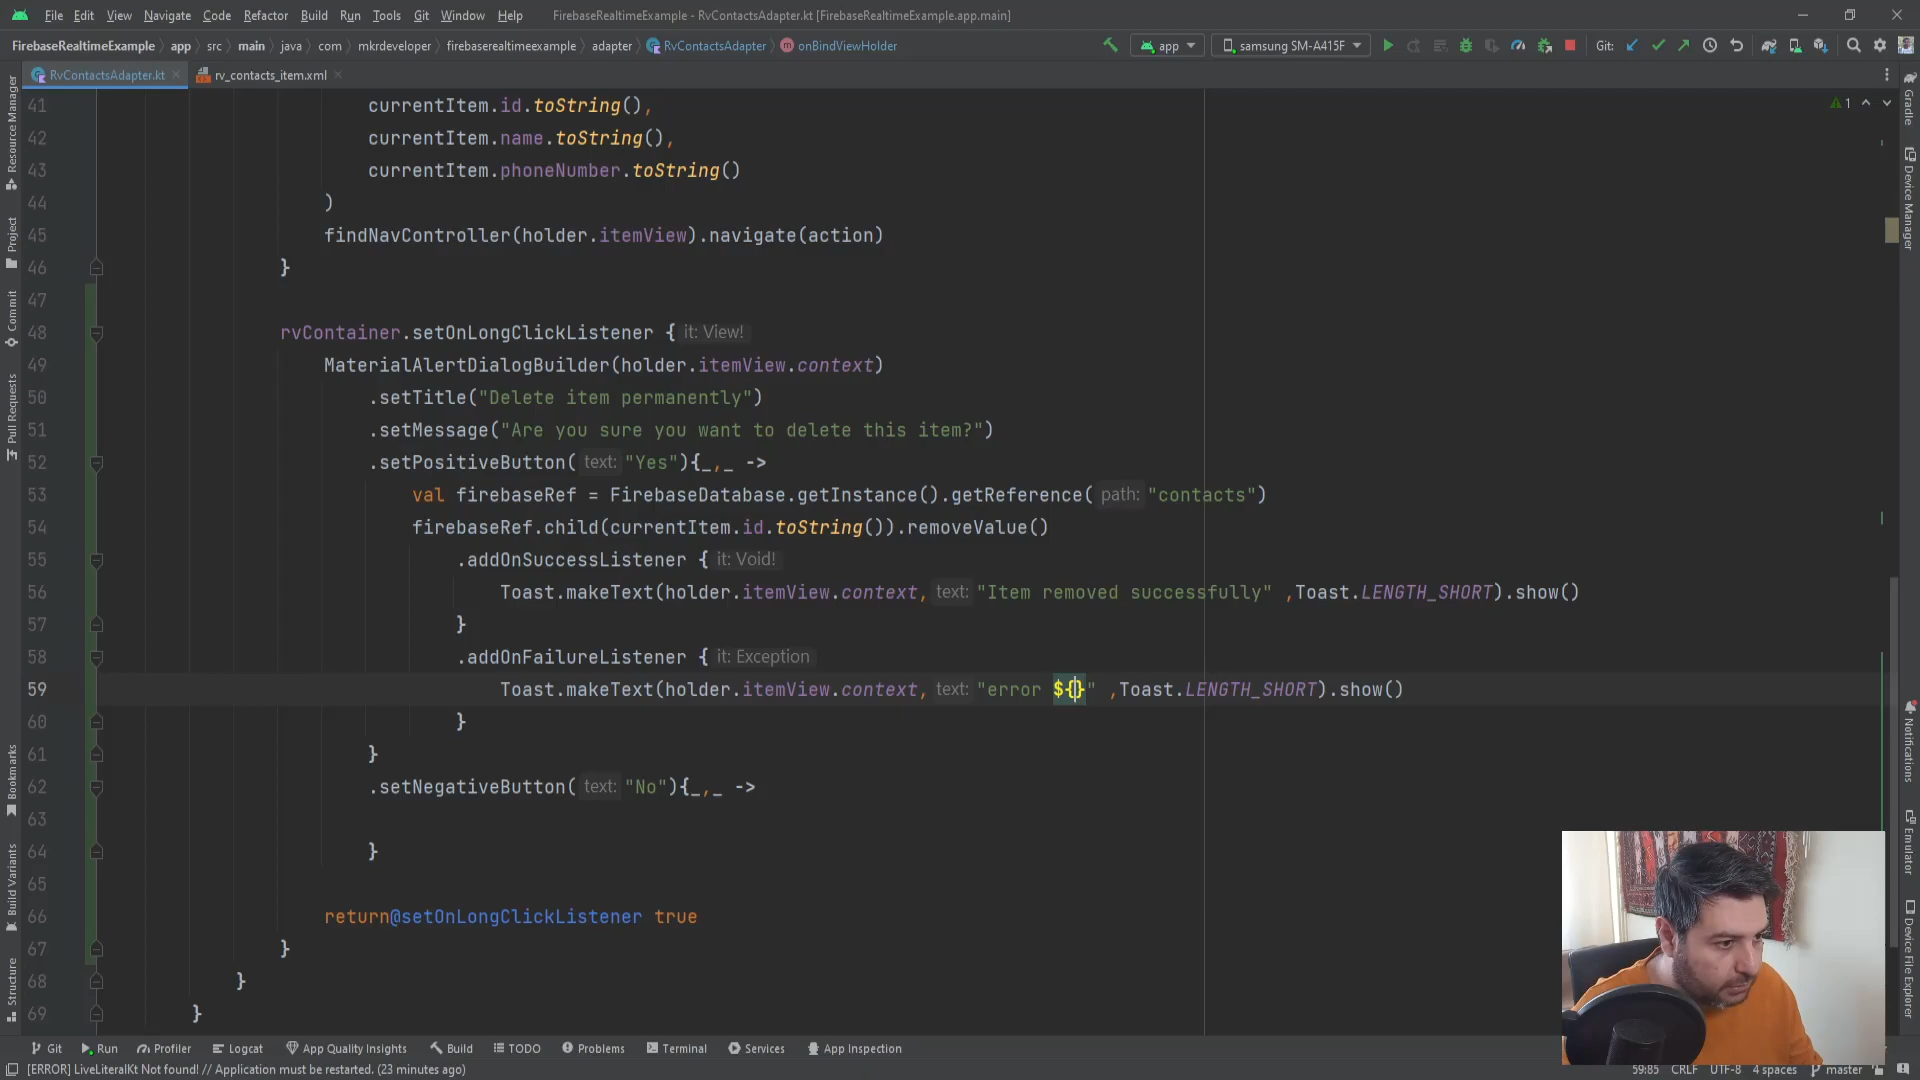 File Edit View Navigate Code Refactor Build Run Tools Git Window Help FirebaseRealtimeExample - RvContactsAdapter.kt [FirebaseRealtimeExample.app.main]
FirebaseRealtimeExample app src main java com mkrdeveloper firebaserealtimeexample adapter RvContactsAdapter onBindViewHolder app samsung SM-A415F Git:
RvContactsAdapter.kt rv_contacts_item.xml
41 currentItem.id.toString(), 1
42 currentItem.name.toString(),
43 currentItem.phoneNumber.toString()
44 )
45 findNavController(holder.itemView).navigate(action)
46 }
47
48 rvContainer.setOnLongClickListener { it: View!
49 MaterialAlertDialogBuilder(holder.itemView.context)
50 .setTitle("Delete item permanently")
51 .setMessage("Are you sure you want to delete this item?")
52 .setPositiveButton( text: "Yes"){_,_ ->
53 val firebaseRef = FirebaseDatabase.getInstance().getReference( path: "contacts")
54 firebaseRef.child(currentItem.id.toString()).removeValue()
55 .addOnSuccessListener { it: Void!
56 Toast.makeText(holder.itemView.context, text: "Item removed successfully" ,Toast.LENGTH_SHORT).show()
57 }
58 .addOnFailureListener { it: Exception
59 Toast.makeText(holder.itemView.context, text: "error ${}" ,Toast.LENGTH_SHORT).show()
60 }
61 }
62 .setNegativeButton( text: "No"){_,_ ->
63
64 }
65
66 return@setOnLongClickListener true
67 }
68 }
69 }
Resource Manager
Project
Commit
Pull Requests
Bookmarks
Build Variants
Structure
Gradle
Device Manager
Notifications
Emulator
Device File Explorer
Git Run Profiler Logcat App Quality Insights Build TODO Problems Terminal Services App Inspection
[ERROR] LiveLiteralKt Not found! // Application must be restarted. (23 minutes ago) 59:85 CRLF UTF-8 4 spaces master